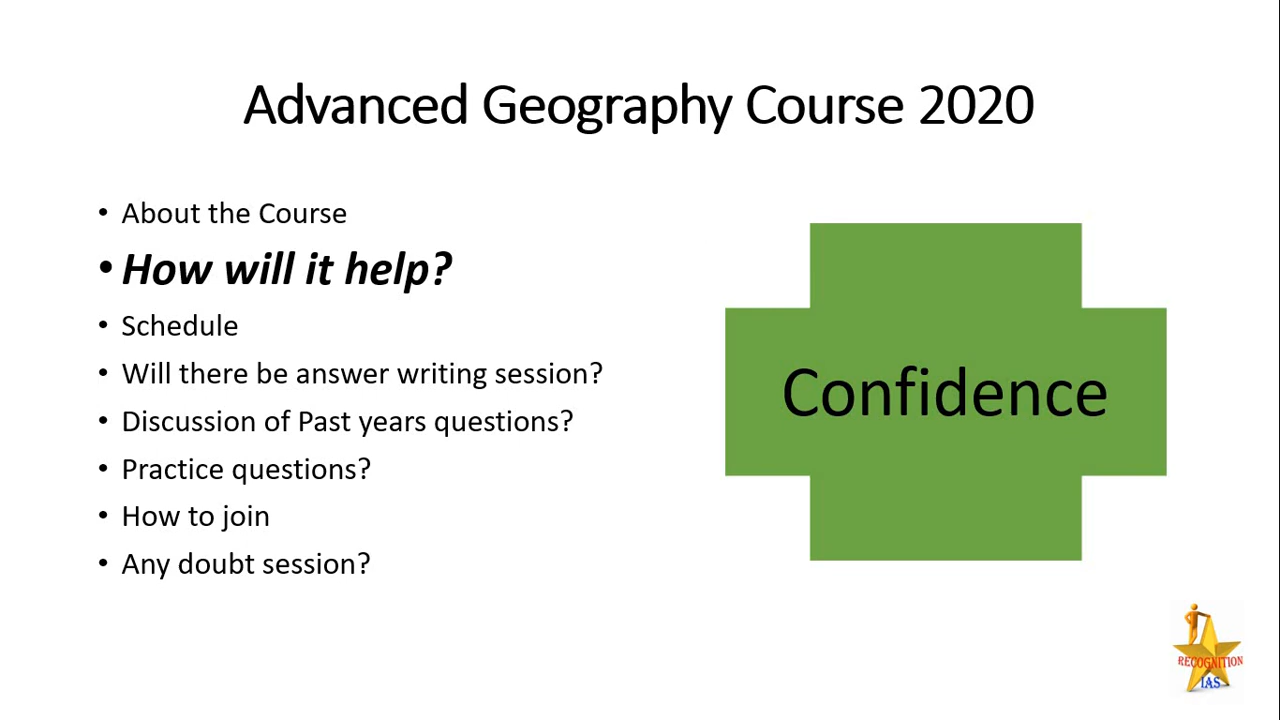 Advanced Geography Course 2020
• About the Course
• How will it help?
• Schedule
• Will there be answer writing session?
• Discussion of Past years questions?
• Practice questions?
• How to join
• Any doubt session?
Confidence
RECOGNITION
IAS